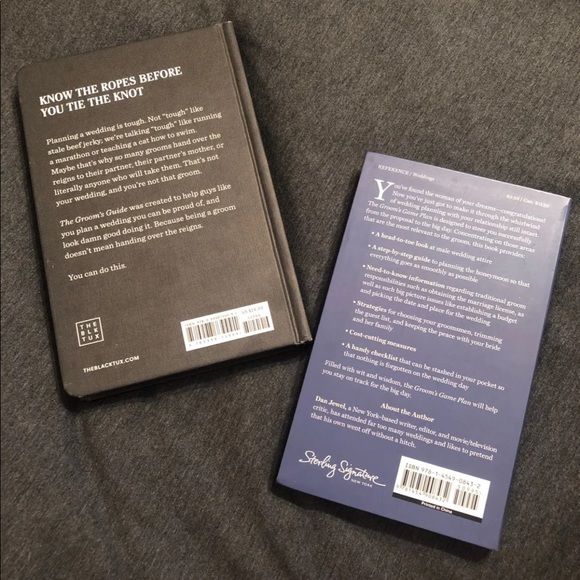 KNOW THE ROPES BEFORE
YOU TIE THE KNOT
Planning a wedding is tough. Not "tough" like
stale beef jerky; we're talking "tough" like running
a marathon or teaching a cat how to swim.
Maybe that's why so many grooms hand over the
reigns to their partner, their partner's mother, or
literally anyone who will take them. That's not
your wedding, and you're not that groom.
The Groom's Guide was created to help guys like
you plan a wedding you can be proud of, and
look damn good doing it. Because being a groom
doesn't mean handing over the reigns.
You can do this.
THE
BLK
TUX
THEBLACKTUX.COM
EXPERIENCE / Weddings
You've found the woman of your dreams—congratulations!
Now you've just got to make it through the whirlwind
of wedding planning with your relationship still intact.
The Groom's Game Plan is designed to steer you successfully
from the proposal to the big day. Concentrating on those areas
that are the most relevant to the groom, this book provides:
• A head-to-toe look at male wedding attire
• A step-by-step guide to planning the honeymoon so that
everything goes as smoothly as possible
• Need-to-know information regarding traditional groom
responsibilities such as obtaining the marriage license, as
well as such big picture issues like establishing a budget
and picking the date and place for the wedding
• Strategies for choosing your groomsmen, trimming
the guest list, and keeping the peace with your bride
and her family
• Cost-cutting measures
• A handy checklist that can be stashed in your pocket so
that nothing is forgotten on the wedding day
Filled with wit and wisdom, the Groom's Game Plan will help
you stay on track for the big day.
About the Author
Dan Jewel, a New York-based writer, editor, and movie/television
critic, has attended far too many weddings and likes to pretend
that his own went off without a hitch.
Sterling Signature
NEW YORK
ISBN 978-1-4549-0843-2
Printed in China